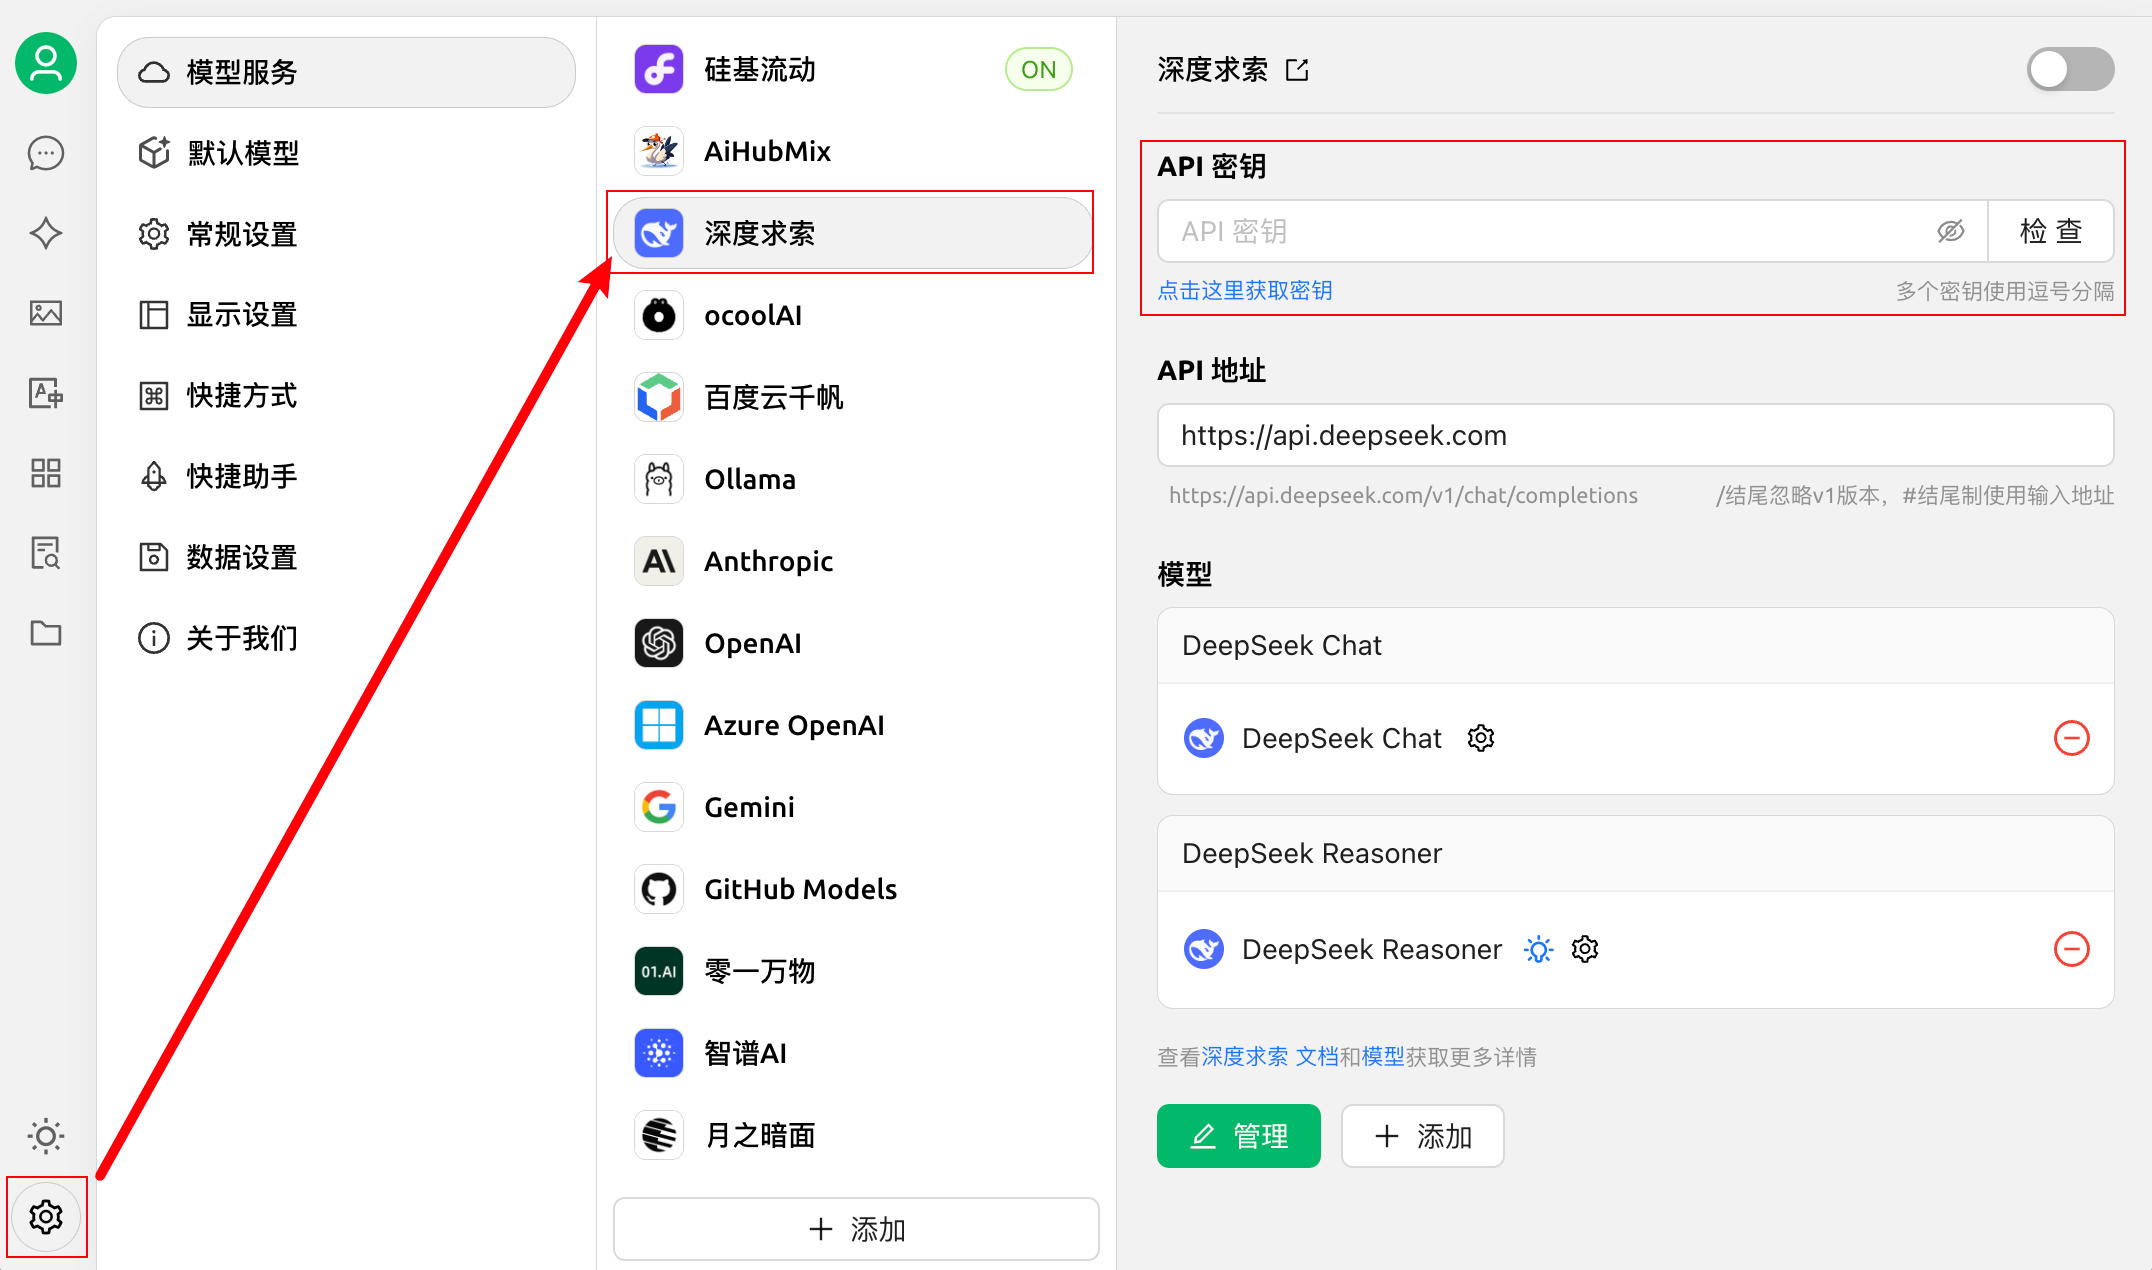 模型服务
默认模型
常规设置
显示设置
快捷方式
快捷助手
数据设置
关于我们
硅基流动
ON
AiHubMix
深度求索
ocoolAI
百度云千帆
Ollama
Anthropic
OpenAI
Azure OpenAI
Gemini
GitHub Models
01.AI
零一万物
智谱AI
月之暗面
添加
深度求索
API 密钥
API 密钥
检 查
点击这里获取密钥
多个密钥使用逗号分隔
API 地址
https://api.deepseek.com
https://api.deepseek.com/v1/chat/completions
/结尾忽略v1版本，#结尾制使用输入地址
模型
DeepSeek Chat
DeepSeek Chat
DeepSeek Reasoner
DeepSeek Reasoner
查看深度求索 文档和模型获取更多详情
管理
添加